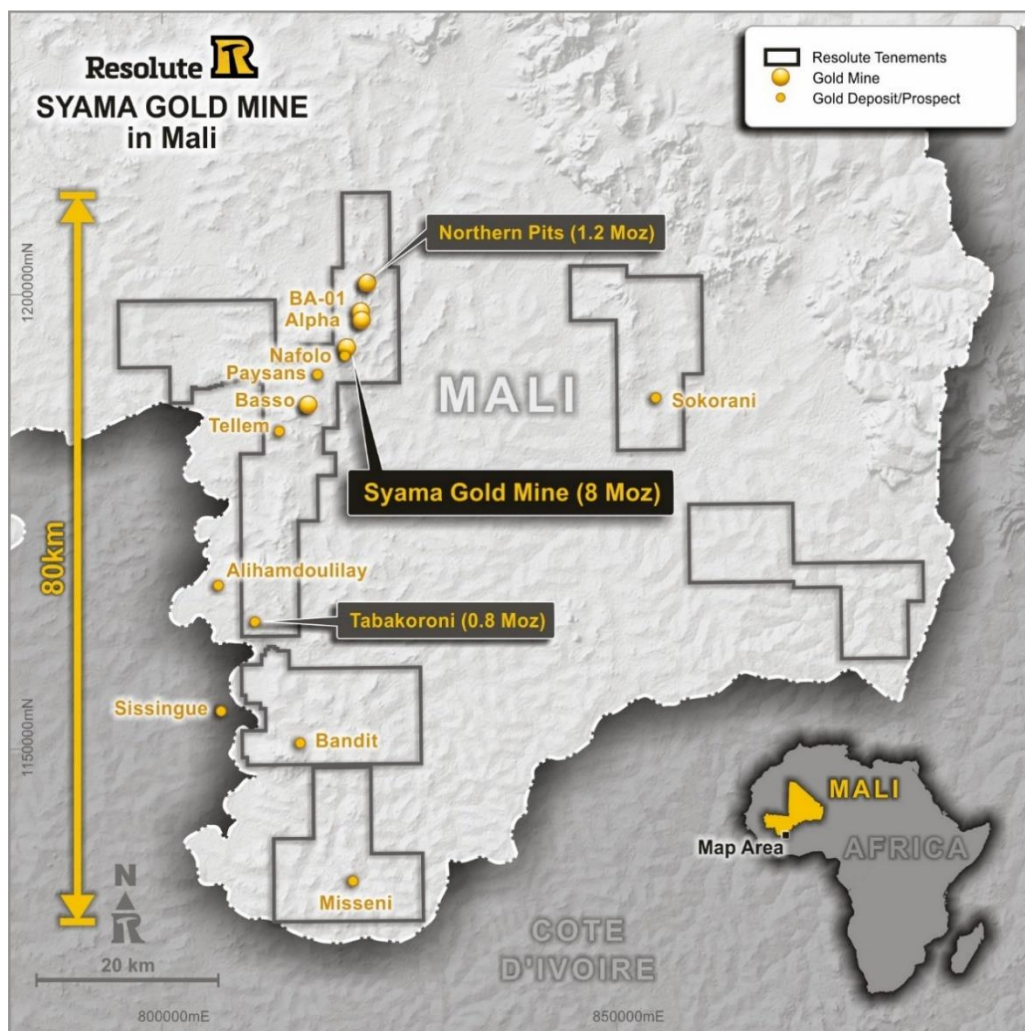 Resolute R
SYAMA GOLD MINE
in Mali
Resolute Tenements
Gold Mine
Gold Deposit/Prospect
Northern Pits (1.2 Moz)
1200000mN
BA-01
Alpha
Nafolo
Paysans
Basso
Tellem
MALI
Sokorani
Syama Gold Mine (8 Moz)
80km
Alihamdoulilay
Tabakoroni (0.8 Moz)
Sissingue
Bandit
1150000mN
MALI
Map Area
AFRICA
Misseni
N
R
COTE
D'IVOIRE
20 km
800000mE
850000mE